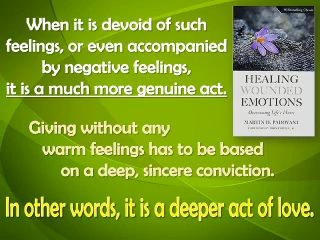 When it is devoid of such
feelings, or even accompanied
by negative feelings,
it is a much more genuine act.
HEALING
WOUNDED
EMOTIONS
Overcoming Life's Hurts
MARTIN H. PADOVANI
Giving without any
warm feelings has to be based
on a deep, sincere conviction.
In other words, it is a deeper act of love.